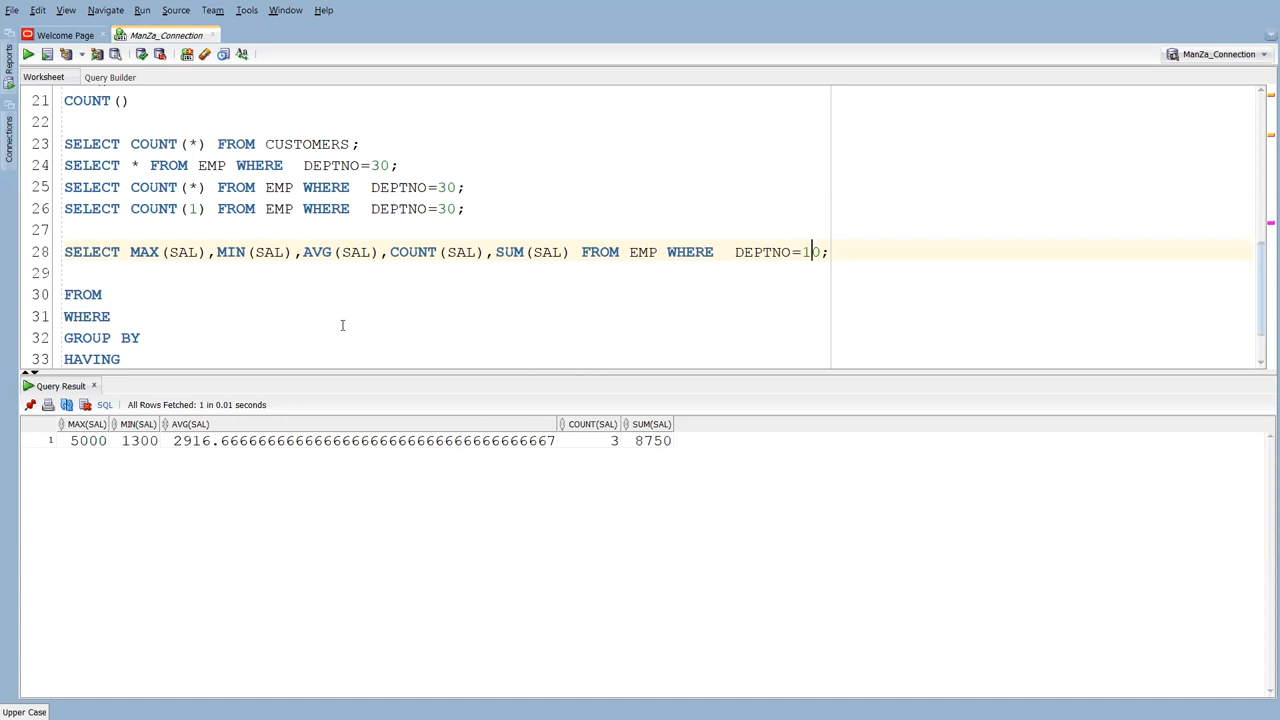 File Edit View Navigate Run Source Team Tools Window Help
Welcome Page ManZa_Connection
ManZa_Connection
Worksheet Query Builder
Reports
Connections
21 COUNT()
22
23 SELECT COUNT(*) FROM CUSTOMERS;
24 SELECT * FROM EMP WHERE DEPTNO=30;
25 SELECT COUNT(*) FROM EMP WHERE DEPTNO=30;
26 SELECT COUNT(1) FROM EMP WHERE DEPTNO=30;
27
28 SELECT MAX(SAL),MIN(SAL),AVG(SAL),COUNT(SAL),SUM(SAL) FROM EMP WHERE DEPTNO=10;
29
30 FROM
31 WHERE
32 GROUP BY
33 HAVING
Query Result
SQL All Rows Fetched: 1 in 0.01 seconds
MAX(SAL) MIN(SAL) AVG(SAL) COUNT(SAL) SUM(SAL)
1 5000 1300 2916.666666666666666666666666666666666667 3 8750
Upper Case